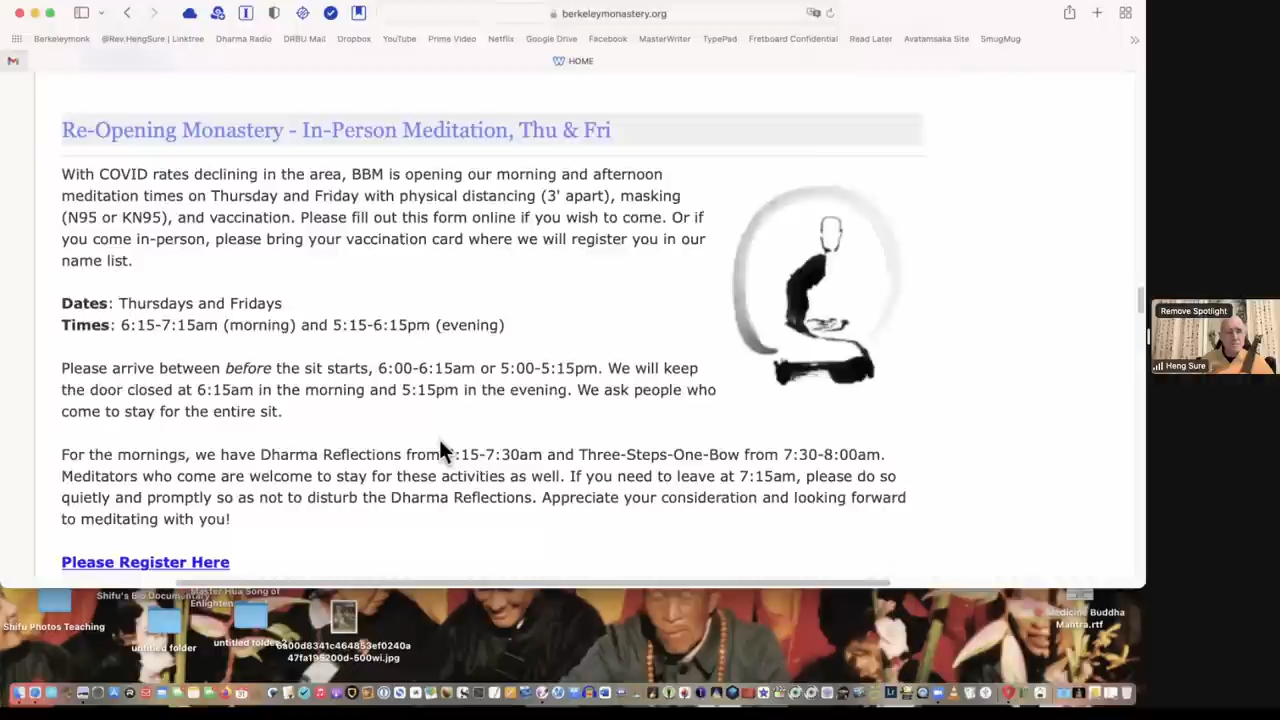 berkeleymonastery.org
Berkeleymonk @Rev.HengSure | Linktree Dharma Radio DRBU Mail Dropbox YouTube Prime Video Netflix Google Drive Facebook MasterWriter TypePad Fretboard Confidential Read Later Avatamsaka Site SmugMug
HOME
Re-Opening Monastery - In-Person Meditation, Thu & Fri
With COVID rates declining in the area, BBM is opening our morning and afternoon
meditation times on Thursday and Friday with physical distancing (3' apart), masking
(N95 or KN95), and vaccination. Please fill out this form online if you wish to come. Or if
you come in-person, please bring your vaccination card where we will register you in our
name list.
Dates: Thursdays and Fridays
Times: 6:15-7:15am (morning) and 5:15-6:15pm (evening)
Please arrive between before the sit starts, 6:00-6:15am or 5:00-5:15pm. We will keep
the door closed at 6:15am in the morning and 5:15pm in the evening. We ask people who
come to stay for the entire sit.
For the mornings, we have Dharma Reflections from :15-7:30am and Three-Steps-One-Bow from 7:30-8:00am.
Meditators who come are welcome to stay for these activities as well. If you need to leave at 7:15am, please do so
quietly and promptly so as not to disturb the Dharma Reflections. Appreciate your consideration and looking forward
to meditating with you!
Please Register Here
Remove Spotlight
Heng Sure
Shifu's Bio Documentary
Master Hua Song of
Enlighten
Shifu Photos Teaching
untitled folder
untitled folder 2
47fa195200d-500wi.jpg
Medicine Buddha
Mantra.rtf